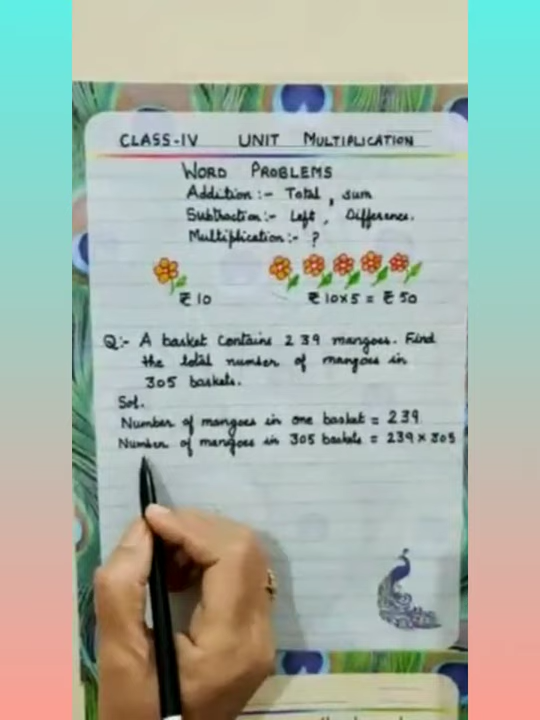 CLASS-IV UNIT MULTIPLICATION
WORD PROBLEMS
Addition :- Total, sum
Subtraction :- Left, Difference.
Multiplication :- ?
₹ 10
₹ 10x5 = ₹ 50
Q:- A basket contains 239 mangoes. Find
the total number of mangoes in
305 baskets.
Sol.
Number of mangoes in one basket = 239
Number of mangoes in 305 baskets = 239 x 305